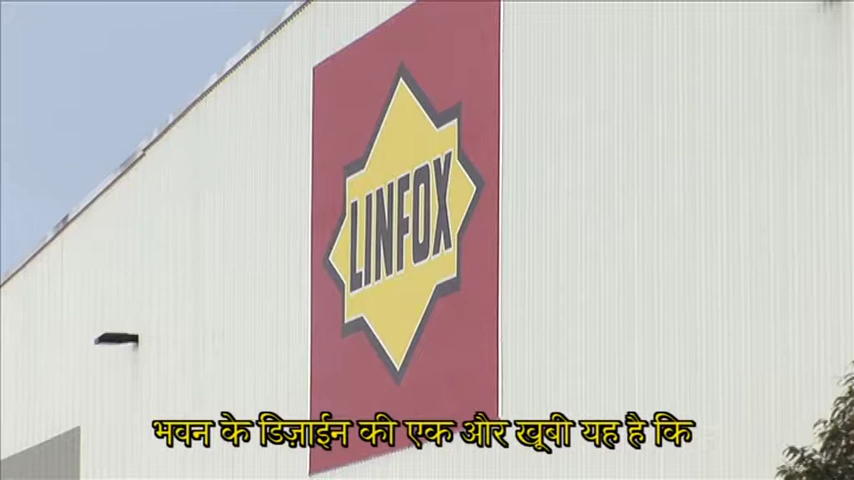 LINFOX
भवन के डिज़ाईन की एक और खूबी यह है कि